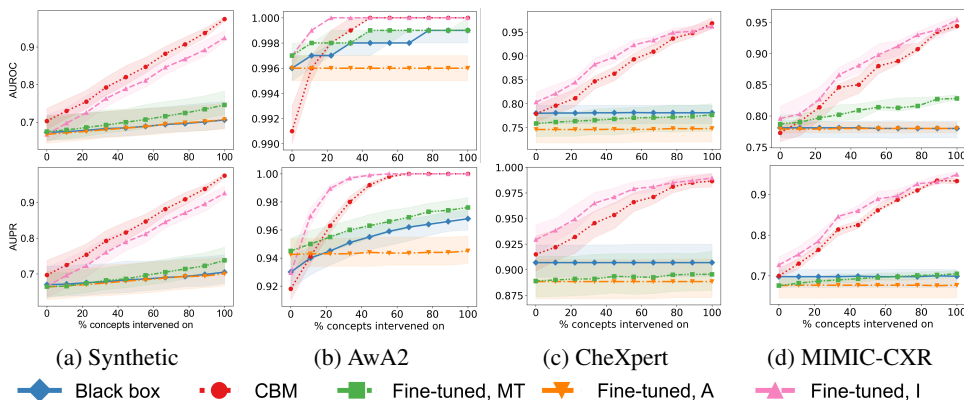 AUROC
0.9
0.8
0.7
0 20 40 60 80 100
1.000
0.998
0.996
0.994
0.992
0.990
0 20 40 60 80 100
0.95
0.90
0.85
0.80
0.75
0 20 40 60 80 100
0.95
0.90
0.85
0.80
0.75
0 20 40 60 80 100
AUPR
0.9
0.8
0.7
0 20 40 60 80 100
% concepts intervened on
1.00
0.98
0.96
0.94
0.92
0 20 40 60 80 100
% concepts intervened on
1.000
0.975
0.950
0.925
0.900
0.875
0 20 40 60 80 100
% concepts intervened on
0.9
0.8
0.7
0 20 40 60 80 100
% concepts intervened on
(a) Synthetic
(b) AwA2
(c) CheXpert
(d) MIMIC-CXR
Black box CBM Fine-tuned, MT Fine-tuned, A Fine-tuned, I